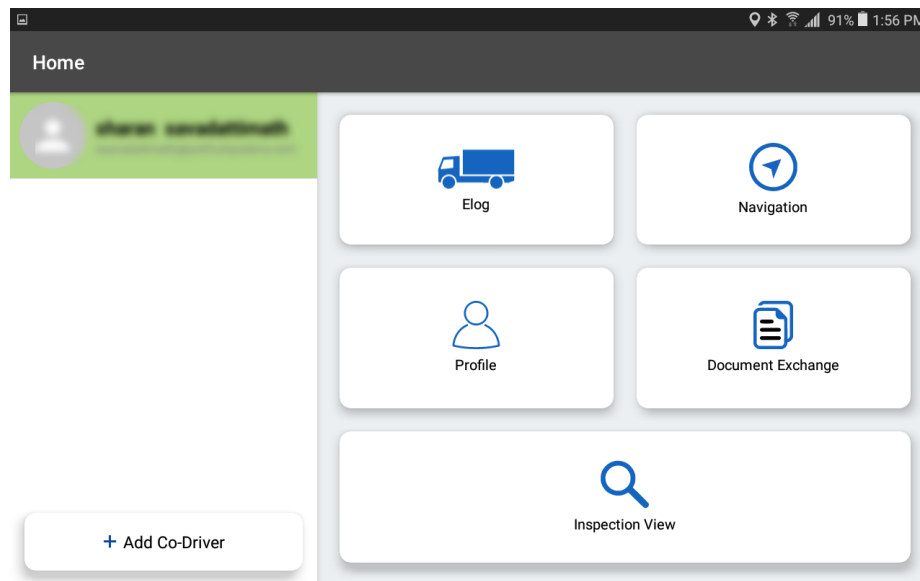 91% 1:56 PM
Home
Elog
Navigation
Profile
Document Exchange
Inspection View
+ Add Co-Driver